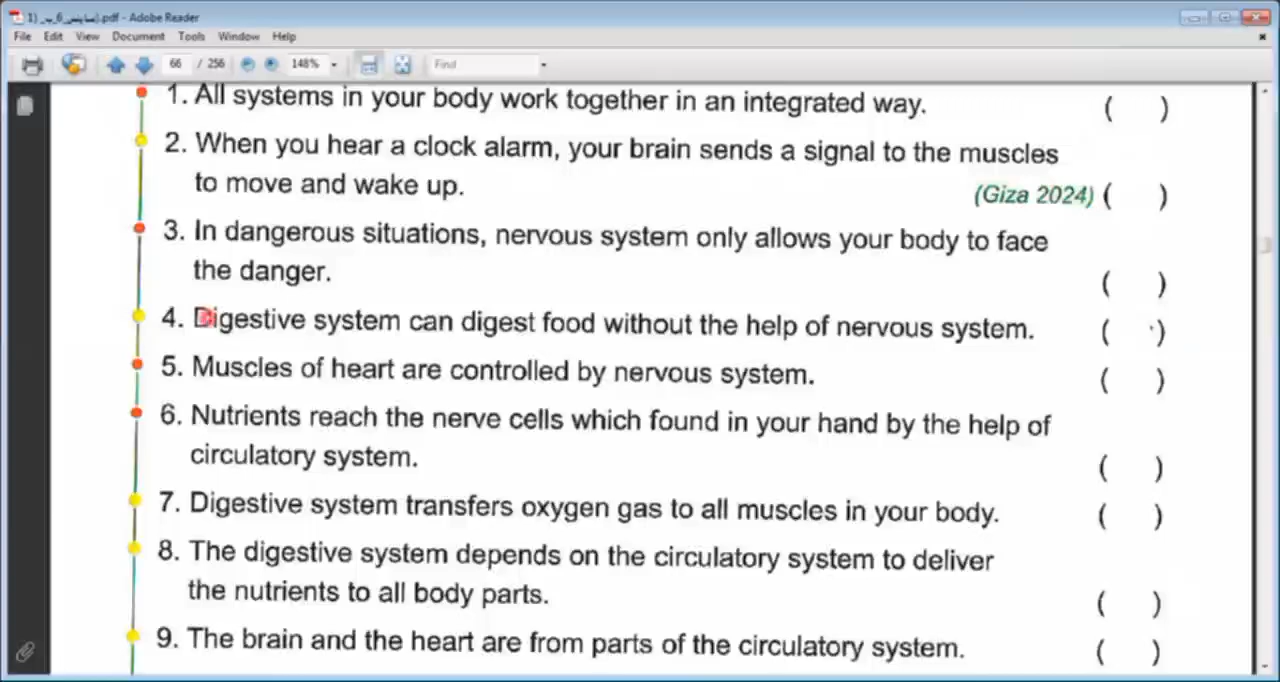 .pdf - Adobe Reader
File Edit View Document Tools Window Help
66 / 256 148% Find
1. All systems in your body work together in an integrated way. ( )
2. When you hear a clock alarm, your brain sends a signal to the muscles
to move and wake up. (Giza 2024) ( )
3. In dangerous situations, nervous system only allows your body to face
the danger. ( )
4. Digestive system can digest food without the help of nervous system. ( )
5. Muscles of heart are controlled by nervous system. ( )
6. Nutrients reach the nerve cells which found in your hand by the help of
circulatory system. ( )
7. Digestive system transfers oxygen gas to all muscles in your body. ( )
8. The digestive system depends on the circulatory system to deliver
the nutrients to all body parts. ( )
9. The brain and the heart are from parts of the circulatory system. ( )